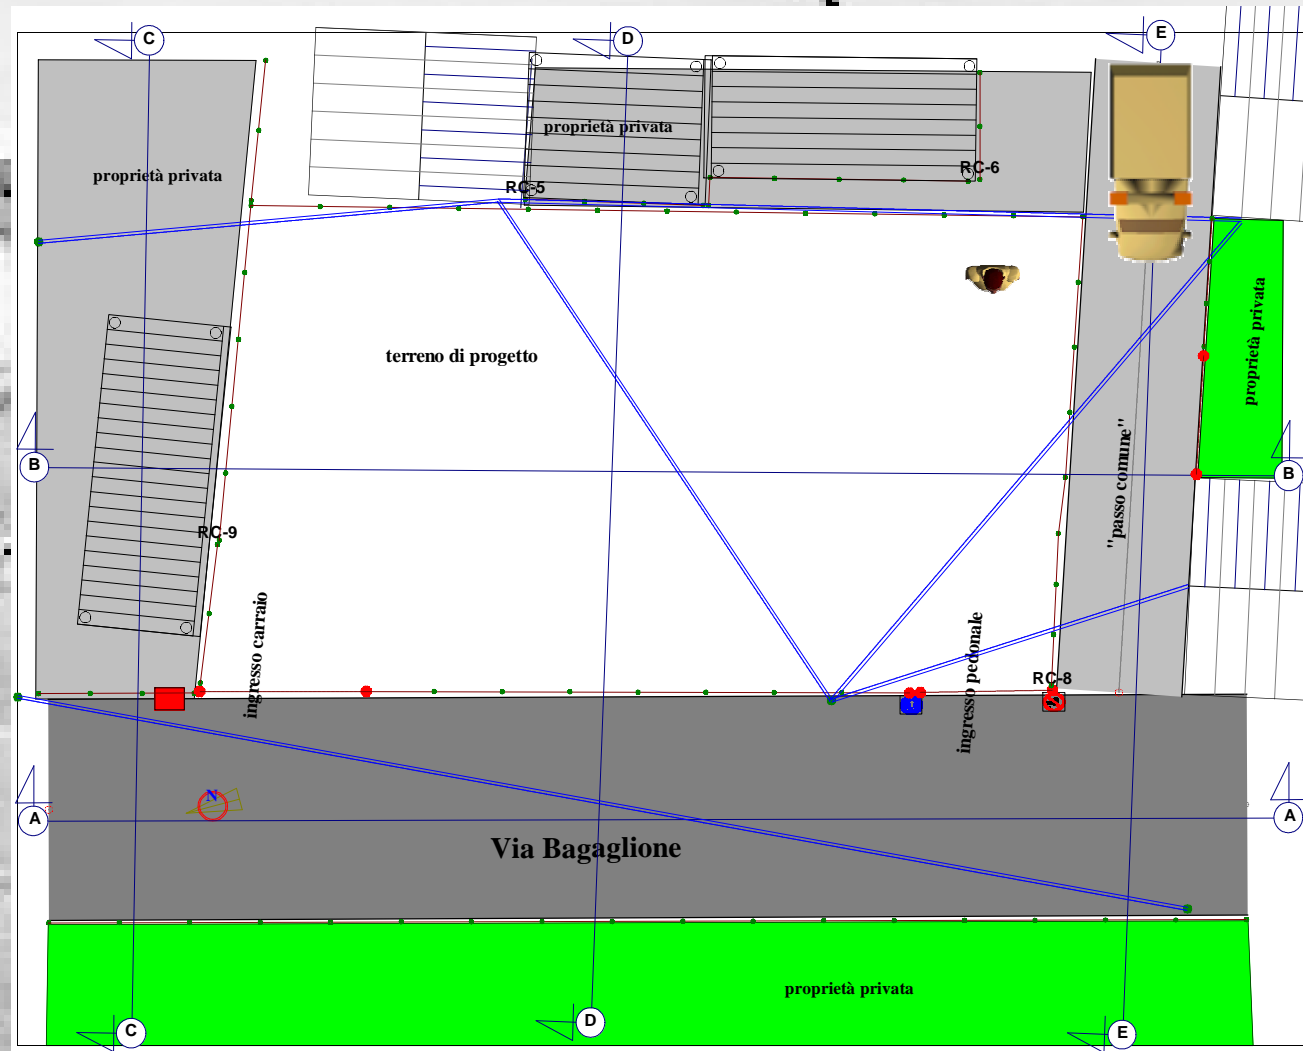 C
D
E
proprietà privata
proprietà privata
RC-6
RC-5
proprietà privata
terreno di progetto
"passo comune"
B
B
RC-9
ingresso carraio
ingresso pedonale
RC-8
N
A
A
Via Bagaglione
proprietà privata
C
D
E